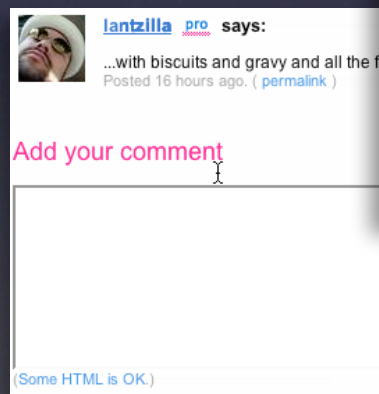 lantzilla pro says:
...with biscuits and gravy and all the
Posted 16 hours ago. ( permalink )
Add your comment
(Some HTML is OK.)